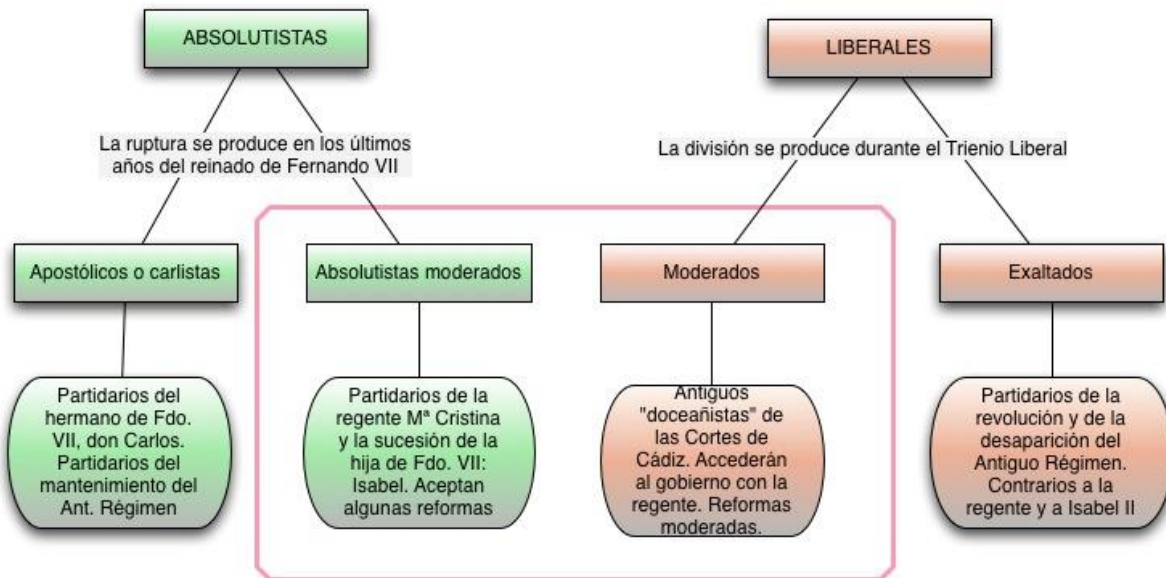 ABSOLUTISTAS
LIBERALES
La ruptura se produce en los últimos
años del reinado de Fernando VII
La división se produce durante el Trienio Liberal
Apostólicos o carlistas
Absolutistas moderados
Moderados
Exaltados
Partidarios del
hermano de Fdo.
VII, don Carlos.
Partidarios del
mantenimiento del
Ant. Régimen
Partidarios de la
regente Mª Cristina
y la sucesión de la
hija de Fdo. VII:
Isabel. Aceptan
algunas reformas
Antiguos
"doceañistas" de
las Cortes de
Cádiz. Accederán
al gobierno con la
regente. Reformas
moderadas.
Partidarios de la
revolución y de la
desaparición del
Antiguo Régimen.
Contrarios a la
regente y a Isabel II